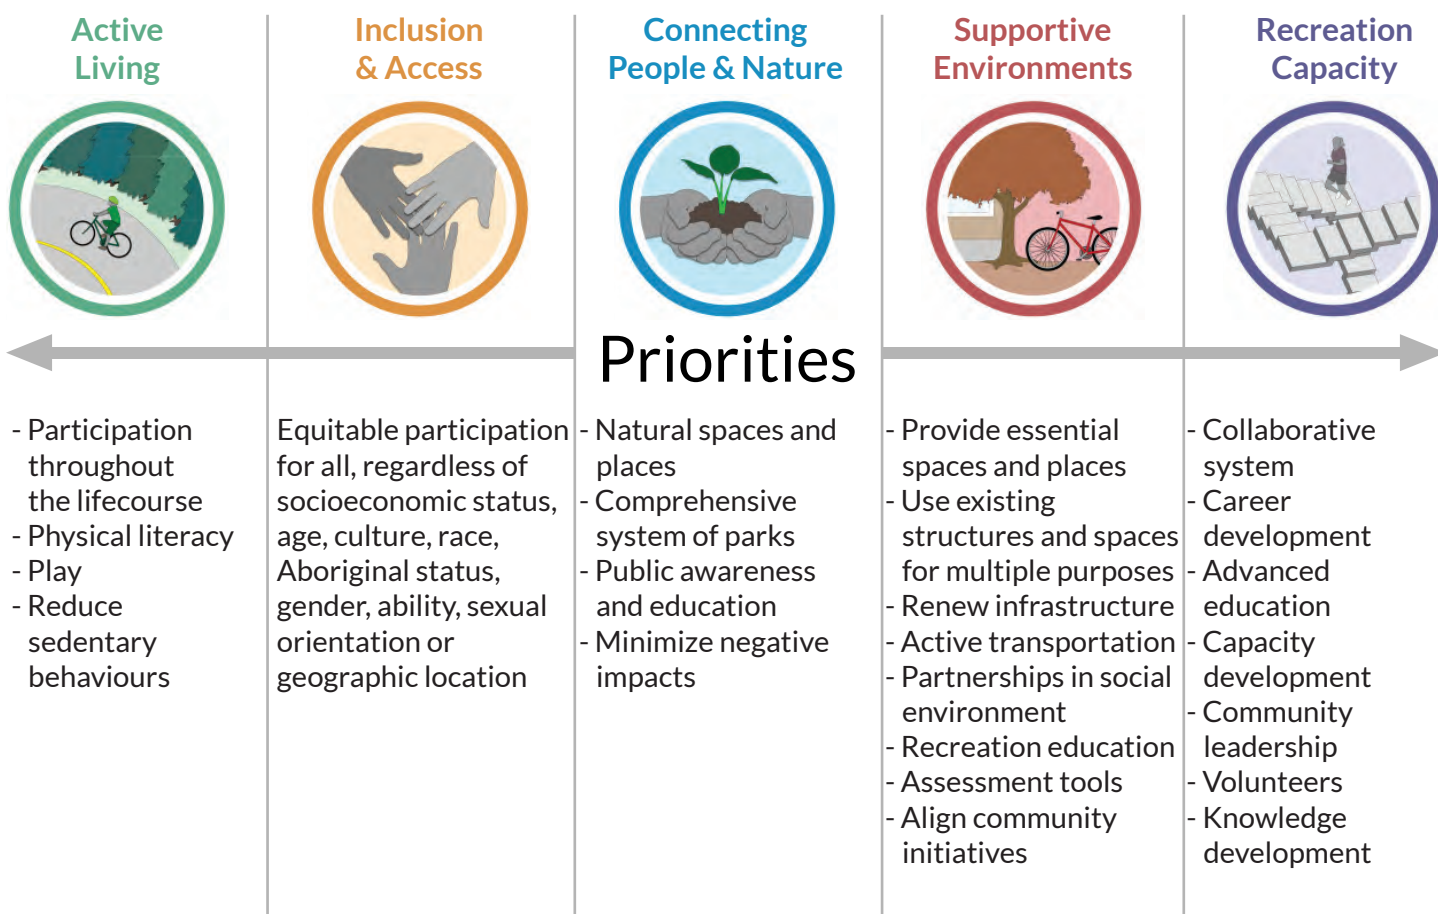 Active
Living
Inclusion
& Access
Connecting
People & Nature
Supportive
Environments
Recreation
Capacity
Priorities
- Participation
throughout
the lifecourse
- Physical literacy
- Play
- Reduce
sedentary
behaviours
Equitable participation
for all, regardless of
socioeconomic status,
age, culture, race,
Aboriginal status,
gender, ability, sexual
orientation or
geographic location
- Natural spaces and
places
- Comprehensive
system of parks
- Public awareness
and education
- Minimize negative
impacts
- Provide essential
spaces and places
- Use existing
structures and spaces
for multiple purposes
- Renew infrastructure
- Active transportation
- Partnerships in social
environment
- Recreation education
- Assessment tools
- Align community
initiatives
- Collaborative
system
- Career
development
- Advanced
education
- Capacity
development
- Community
leadership
- Volunteers
- Knowledge
development